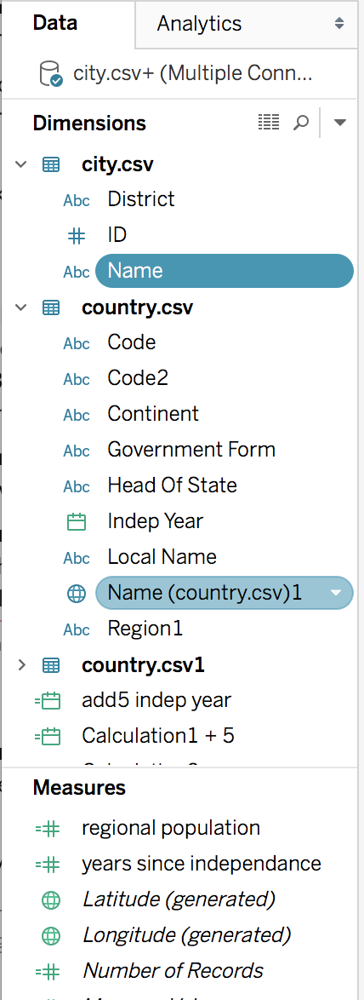 Data
Analytics
city.csv+ (Multiple Conn...
Dimensions
city.csv
Abc District
# ID
Abc Name
country.csv
Abc Code
Abc Code2
Abc Continent
Abc Government Form
Abc Head Of State
Indep Year
Abc Local Name
Name (country.csv)1
Abc Region1
country.csv1
add5 indep year
Calculation1 + 5
Measures
=# regional population
=# years since independance
Latitude (generated)
Longitude (generated)
=# Number of Records